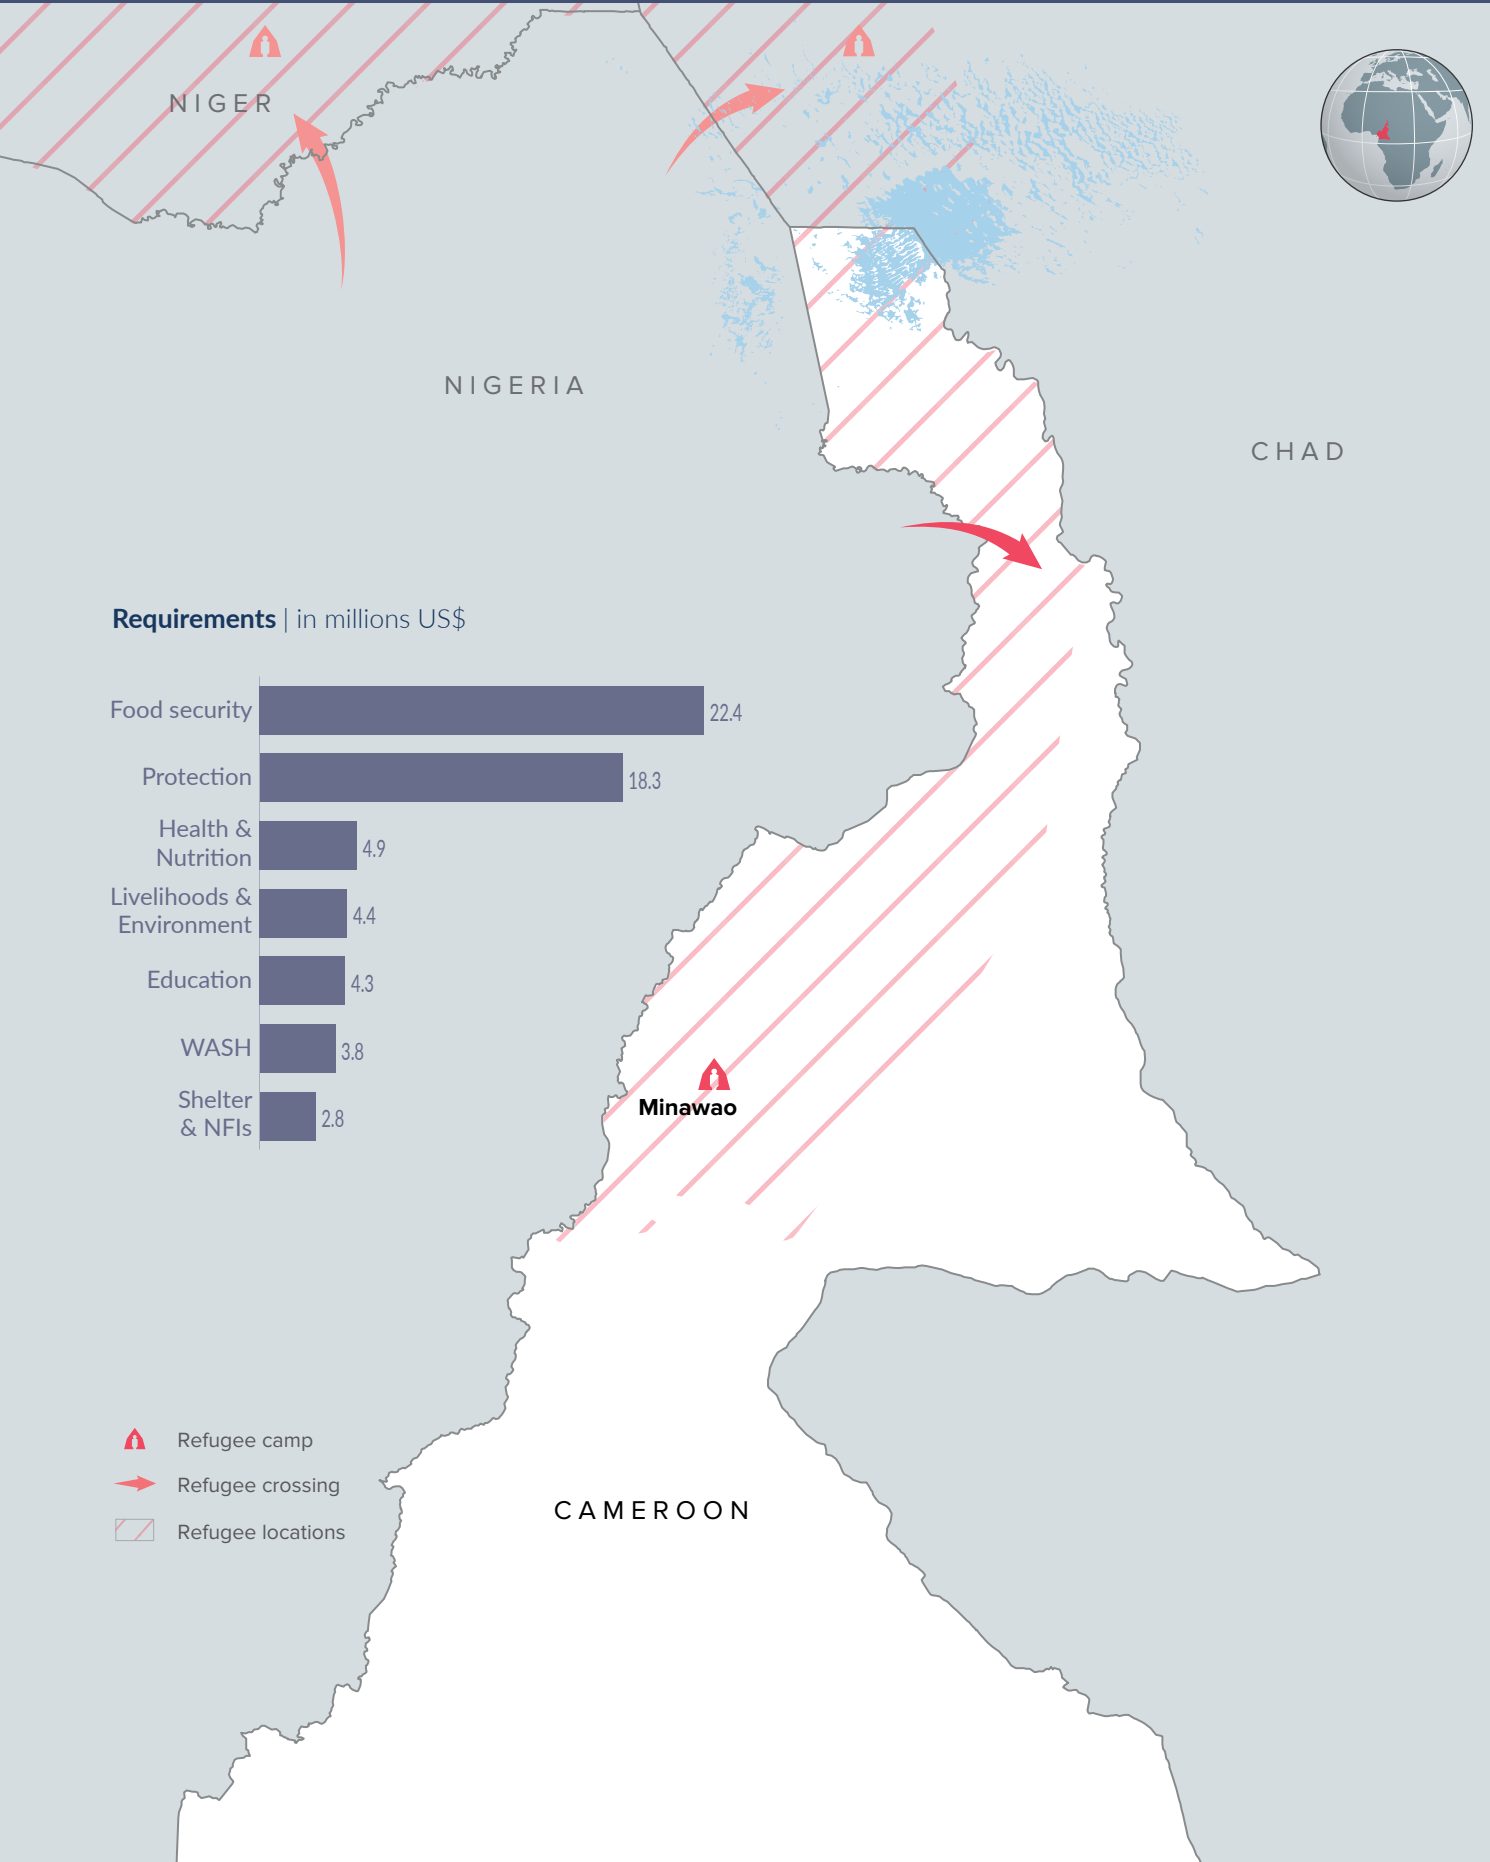 NIGER
NIGERIA
CHAD
Requirements | in millions US$
Food security 22.4
Protection 18.3
Health &
Nutrition 4.9
Livelihoods &
Environment 4.4
Education 4.3
WASH 3.8
Shelter
& NFIs 2.8
Minawao
Refugee camp
Refugee crossing
Refugee locations
CAMEROON